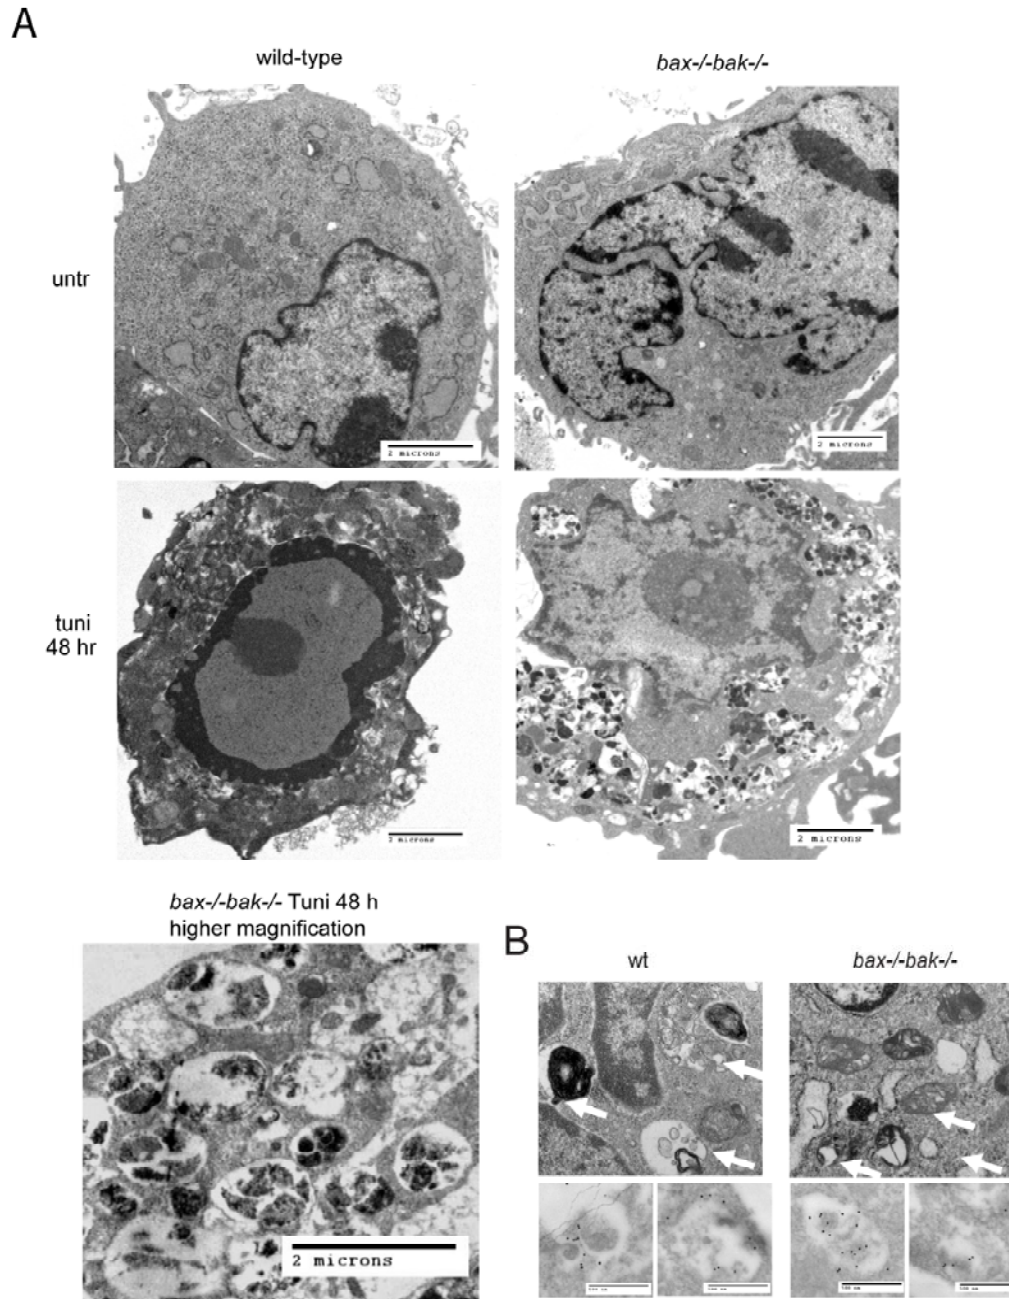 A
wild-type
bax-/-bak-/-
untr
2 microns
2 microns
tuni
48 hr
2 microns
2 microns
bax-/-bak-/- Tuni 48 h
higher magnification
2 microns
B
wt
bax-/-bak-/-